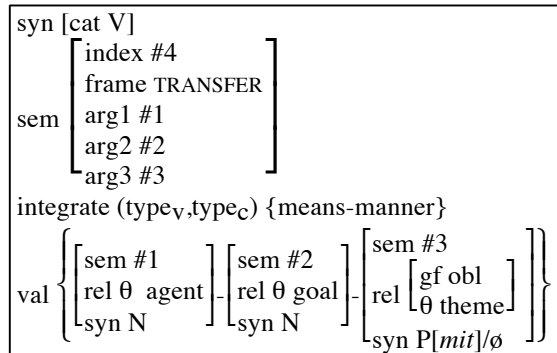 syn [cat V]
index #4
frame TRANSFER
sem arg1 #1
arg2 #2
arg3 #3
integrate (typeV,typeC) {means-manner}
val { [sem #1 rel θ agent syn N] - [sem #2 rel θ goal syn N] - [sem #3 rel [gf obl θ theme] syn P[mit]/ø] }